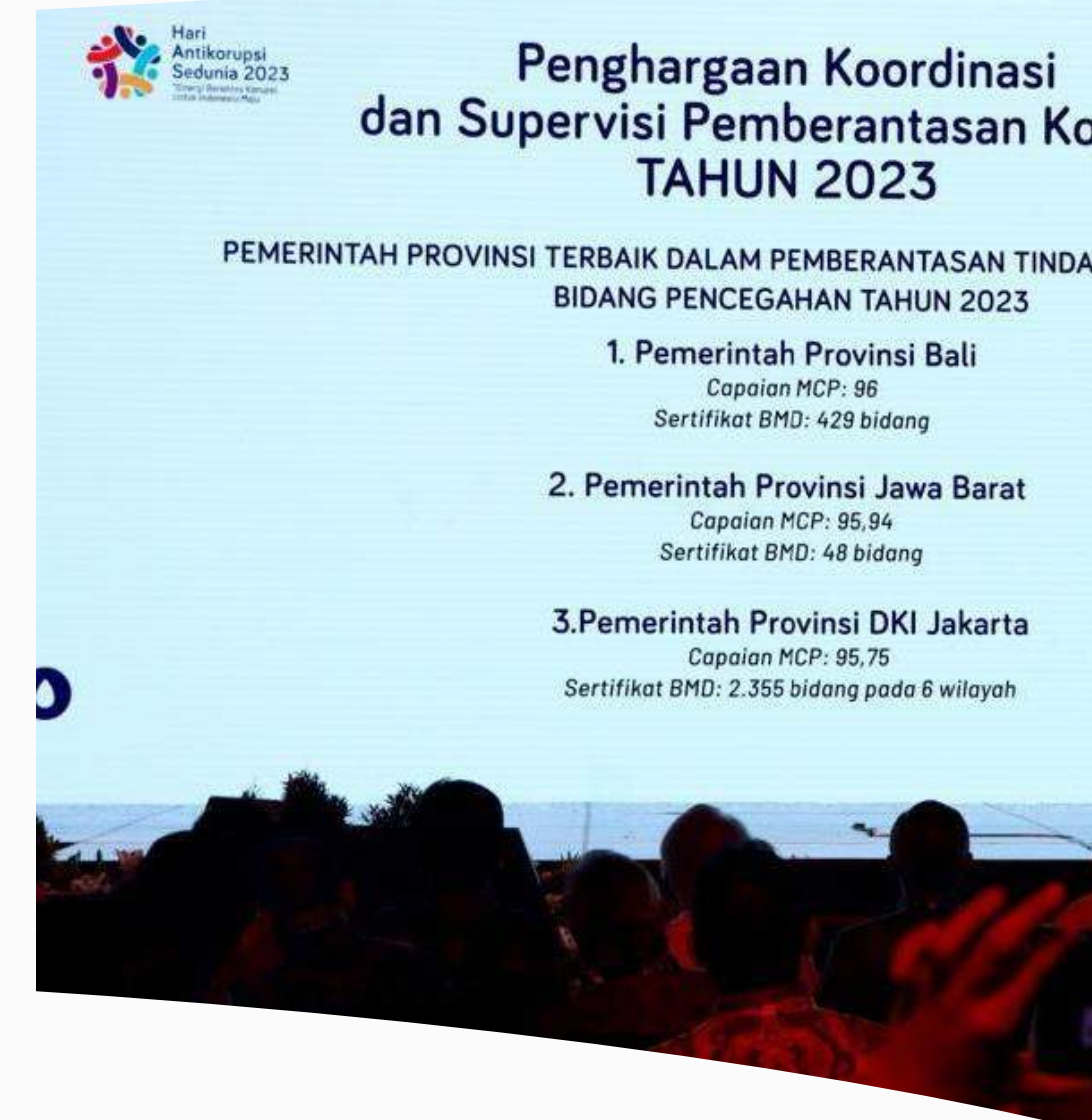 Hari
Antikorupsi
Sedunia 2023
Penghargaan Koordinasi
dan Supervisi Pemberantasan Ko
TAHUN 2023
PEMERINTAH PROVINSI TERBAIK DALAM PEMBERANTASAN TINDA
BIDANG PENCEGAHAN TAHUN 2023
1. Pemerintah Provinsi Bali
Capaian MCP: 96
Sertifikat BMD: 429 bidang
2. Pemerintah Provinsi Jawa Barat
Capaian MCP: 95,94
Sertifikat BMD: 48 bidang
3.Pemerintah Provinsi DKI Jakarta
Capaian MCP: 95,75
Sertifikat BMD: 2.355 bidang pada 6 wilayah